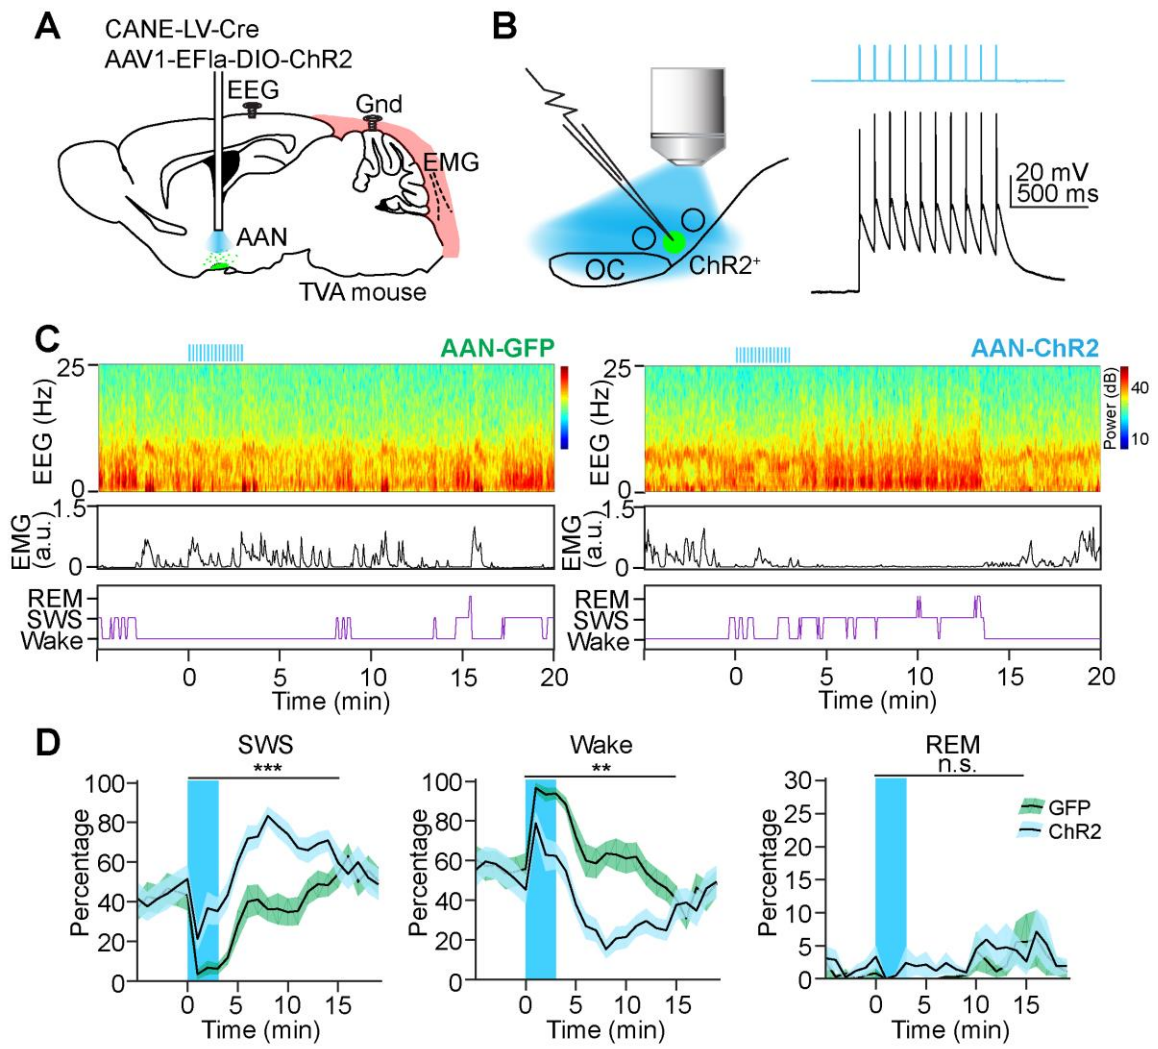 A
CANE-LV-Cre
AAV1-EFIa-DIO-ChR2
EEG
Gnd
EMG
AAN
TVA mouse
B
OC
ChR2⁺
20 mV
500 ms
C
AAN-GFP
AAN-ChR2
25
EEG (Hz)
0
25
EEG (Hz)
0
Power (dB)
40
10
1.5
EMG
(a.u.)
0
1.5
EMG
(a.u.)
0
REM
SWS
Wake
REM
SWS
Wake
0 5 10 15 20
Time (min)
0 5 10 15 20
Time (min)
D
SWS
***
Percentage
100
80
60
40
20
0
0 5 10 15
Time (min)
Wake
**
Percentage
100
80
60
40
20
0
0 5 10 15
Time (min)
REM
n.s.
Percentage
30
25
20
15
10
5
0
0 5 10 15
Time (min)
GFP
ChR2